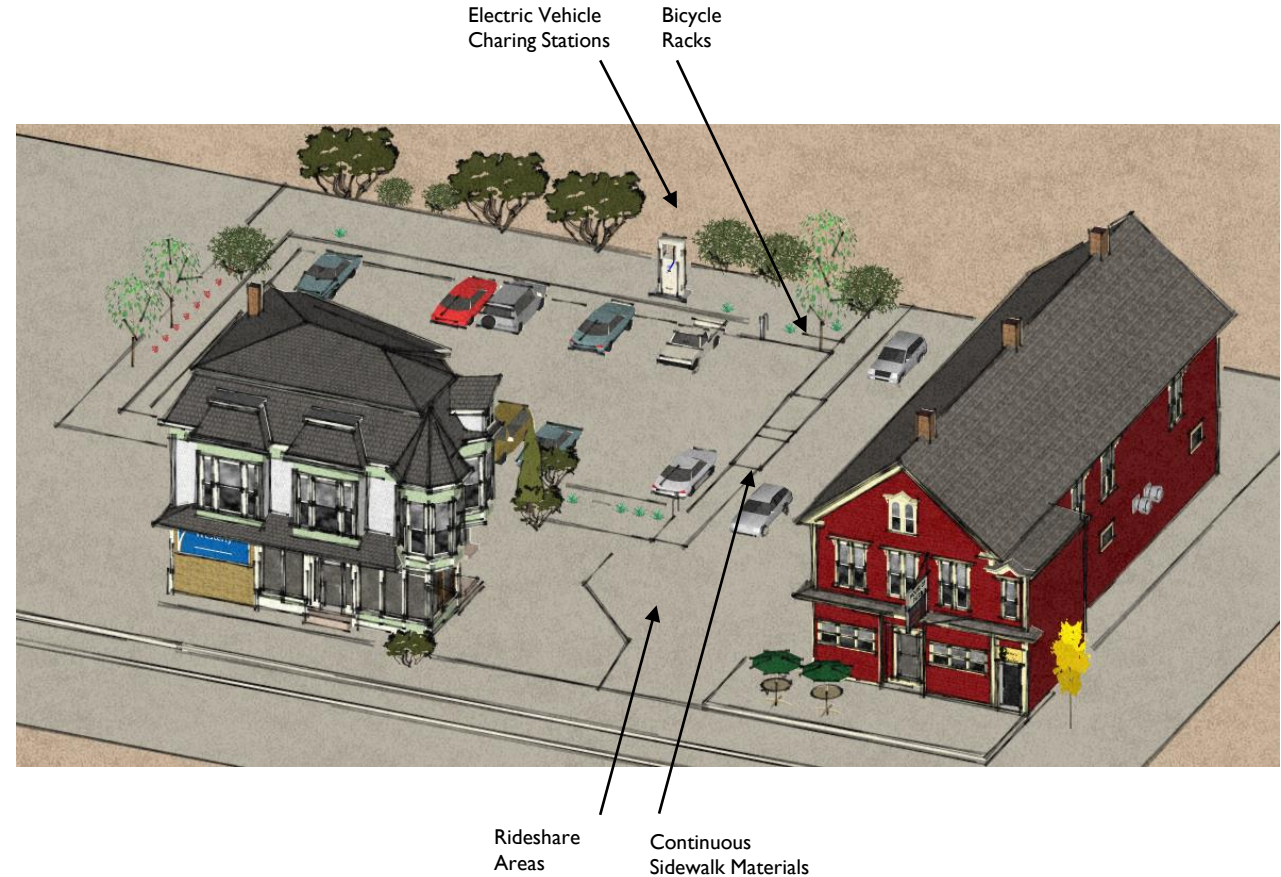 Electric Vehicle
Charing Stations
Bicycle
Racks
Rideshare
Areas
Continuous
Sidewalk Materials